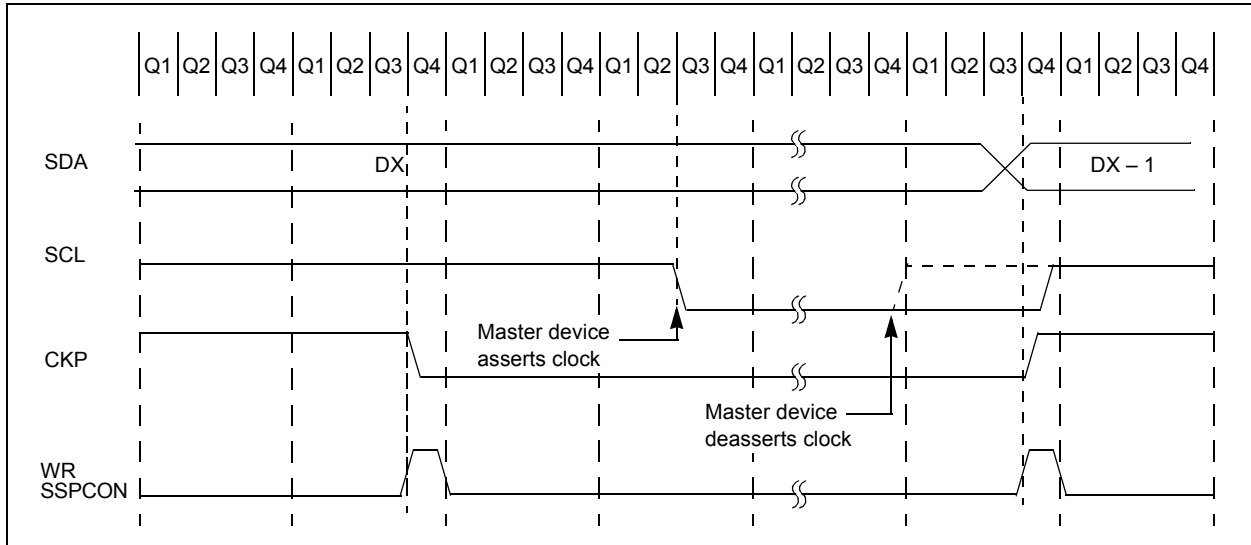 Q1 Q2 Q3 Q4 Q1 Q2 Q3 Q4 Q1 Q2 Q3 Q4 Q1 Q2 Q3 Q4 Q1 Q2 Q3 Q4 Q1 Q2 Q3 Q4 Q1 Q2 Q3 Q4
SDA
DX
DX – 1
SCL
Master device
asserts clock
CKP
Master device
deasserts clock
WR
SSPCON